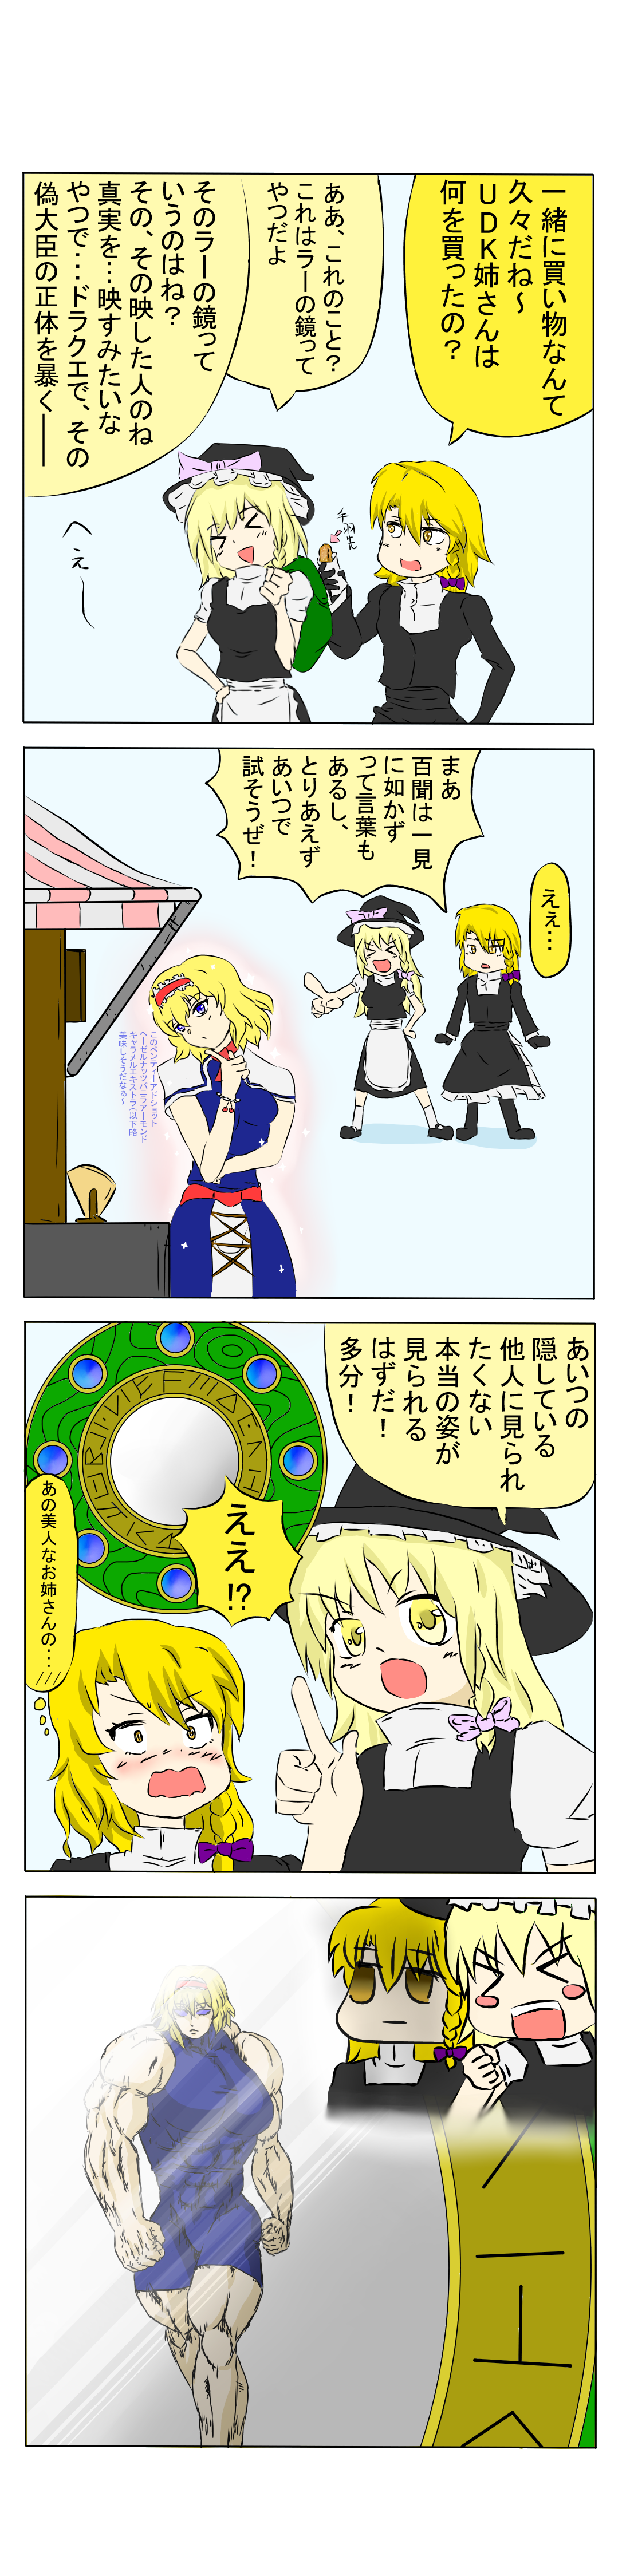 一緒に買い物なんて
久々だね～
ＵＤＫ姉さんは
何を買ったの？
ああ、これのこと？
これはラーの鏡って
やつだよ
そのラーの鏡って
いうのはね？
その、その映した人のね
真実を…映すみたいな
やつで…ドラクエで、その
偽大臣の正体を暴く――
手羽先
へぇー
まあ
百聞は一見
に如かず
って言葉も
あるし、
とりあえず
あいつで
試そうぜ！
えぇ…
このベンティーアドショット
ヘーゼルナッツバニラアーモンド
キャラメルエキストラ（以下略
美味しそうだなぁ～
あいつの
隠している
他人に見られ
たくない
本当の姿が
見られる
はずだ！
多分！
ええ!?
あの美人なお姉さんの…